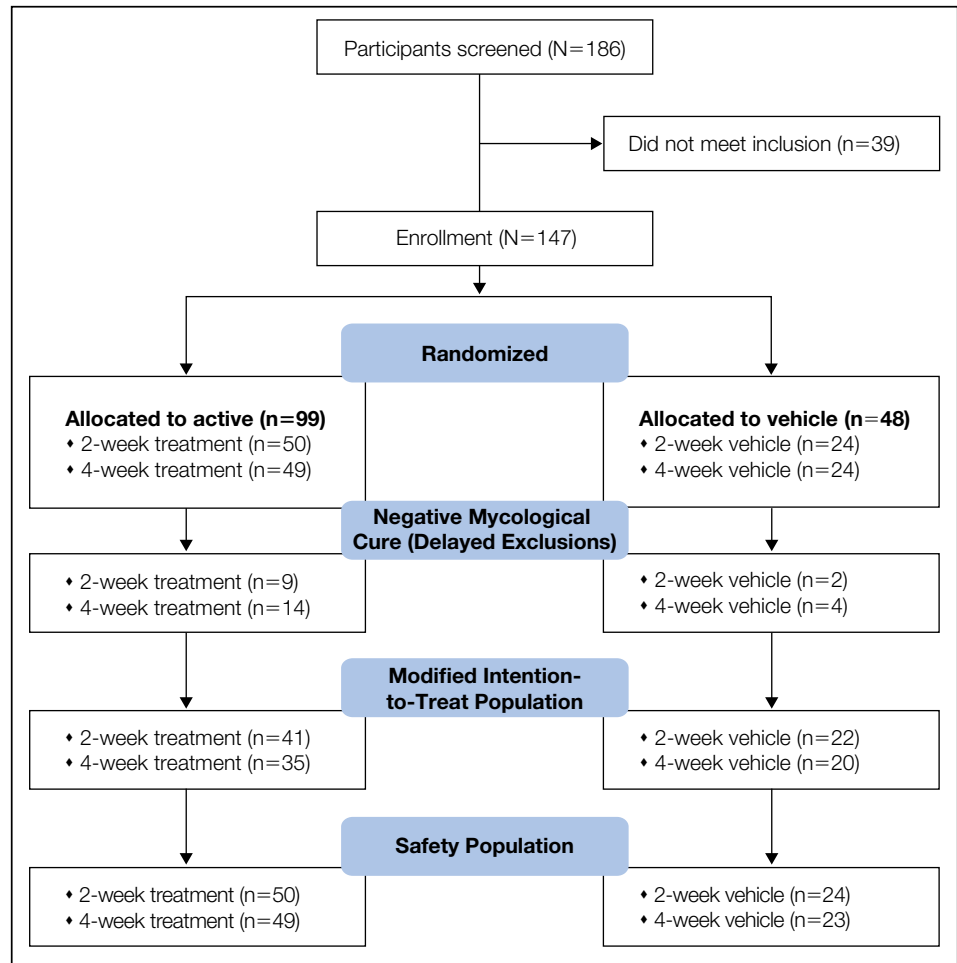 Participants screened (N=186)
Did not meet inclusion (n=39)
Enrollment (N=147)
Randomized
Allocated to active (n=99)
♦ 2-week treatment (n=50)
♦ 4-week treatment (n=49)
Allocated to vehicle (n=48)
♦ 2-week vehicle (n=24)
♦ 4-week vehicle (n=24)
Negative Mycological
Cure (Delayed Exclusions)
♦ 2-week treatment (n=9)
♦ 4-week treatment (n=14)
♦ 2-week vehicle (n=2)
♦ 4-week vehicle (n=4)
Modified Intention-
to-Treat Population
♦ 2-week treatment (n=41)
♦ 4-week treatment (n=35)
♦ 2-week vehicle (n=22)
♦ 4-week vehicle (n=20)
Safety Population
♦ 2-week treatment (n=50)
♦ 4-week treatment (n=49)
♦ 2-week vehicle (n=24)
♦ 4-week vehicle (n=23)